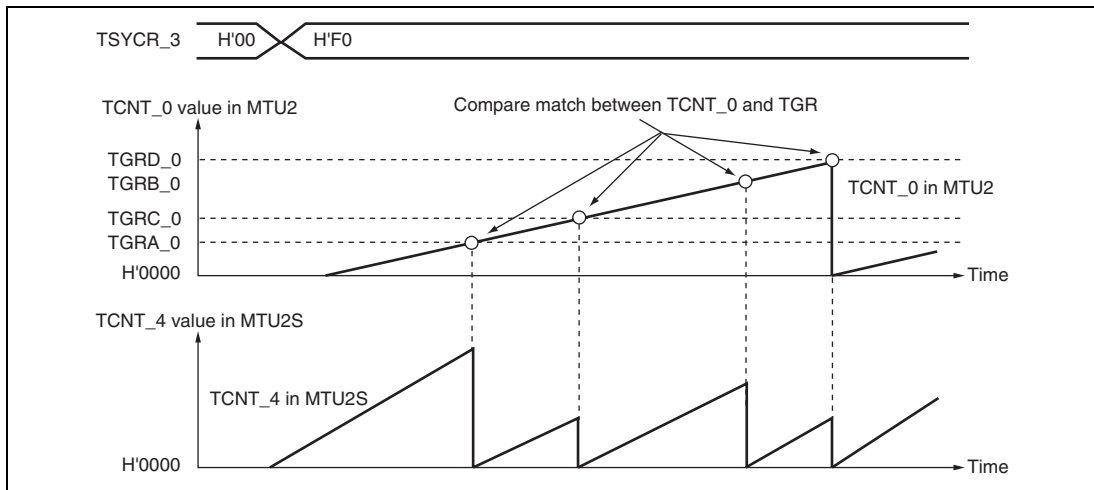 TSYCR_3 H'00 H'F0
TCNT_0 value in MTU2
Compare match between TCNT_0 and TGR
TGRD_0
TGRB_0
TCNT_0 in MTU2
TGRC_0
TGRA_0
H'0000
Time
TCNT_4 value in MTU2S
TCNT_4 in MTU2S
H'0000
Time